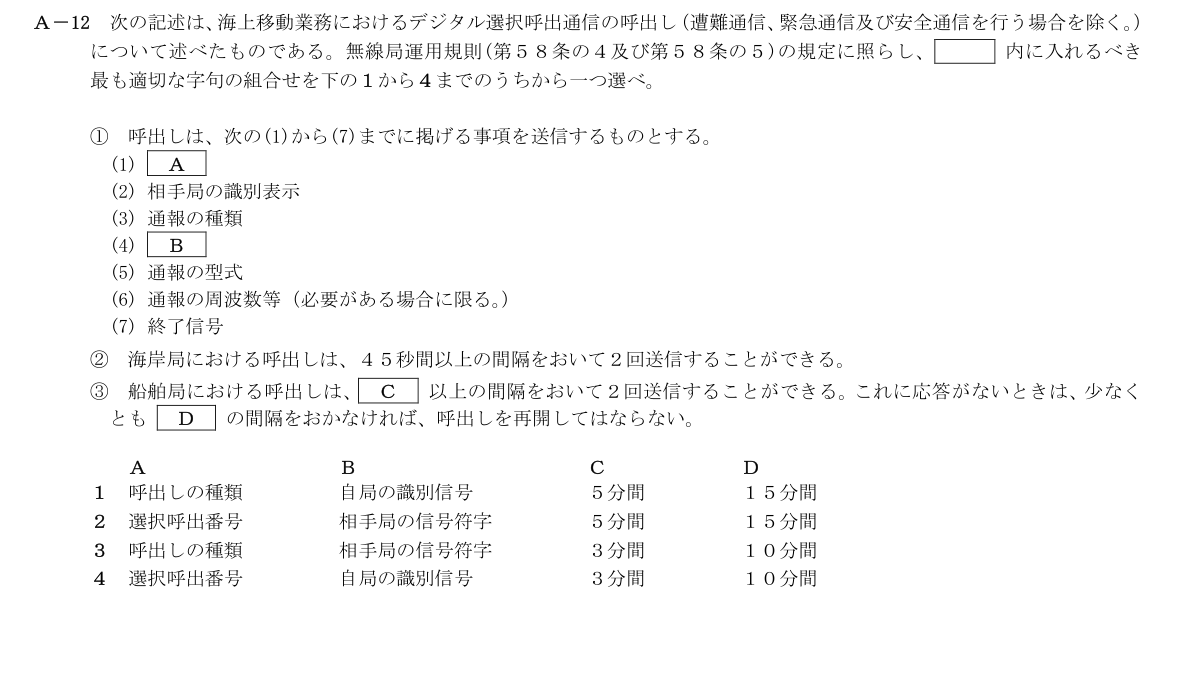 A－12 次の記述は、海上移動業務におけるデジタル選択呼出通信の呼出し（遭難通信、緊急通信及び安全通信を行う場合を除く。）
について述べたものである。無線局運用規則(第５８条の４及び第５８条の５)の規定に照らし、 内に入れるべき
最も適切な字句の組合せを下の1から4までのうちから一つ選べ。
① 呼出しは、次の(1)から(7)までに掲げる事項を送信するものとする。
(1) A
(2) 相手局の識別表示
(3) 通報の種類
(4) B
(5) 通報の型式
(6) 通報の周波数等（必要がある場合に限る。）
(7) 終了信号
② 海岸局における呼出しは、４５秒間以上の間隔をおいて２回送信することができる。
③ 船舶局における呼出しは、 C 以上の間隔をおいて２回送信することができる。これに応答がないときは、少なく
とも D の間隔をおかなければ、呼出しを再開してはならない。
A B C D
1 呼出しの種類 自局の識別信号 ５分間 １５分間
2 選択呼出番号 相手局の信号符字 ５分間 １５分間
3 呼出しの種類 相手局の信号符字 ３分間 １０分間
4 選択呼出番号 自局の識別信号 ３分間 １０分間